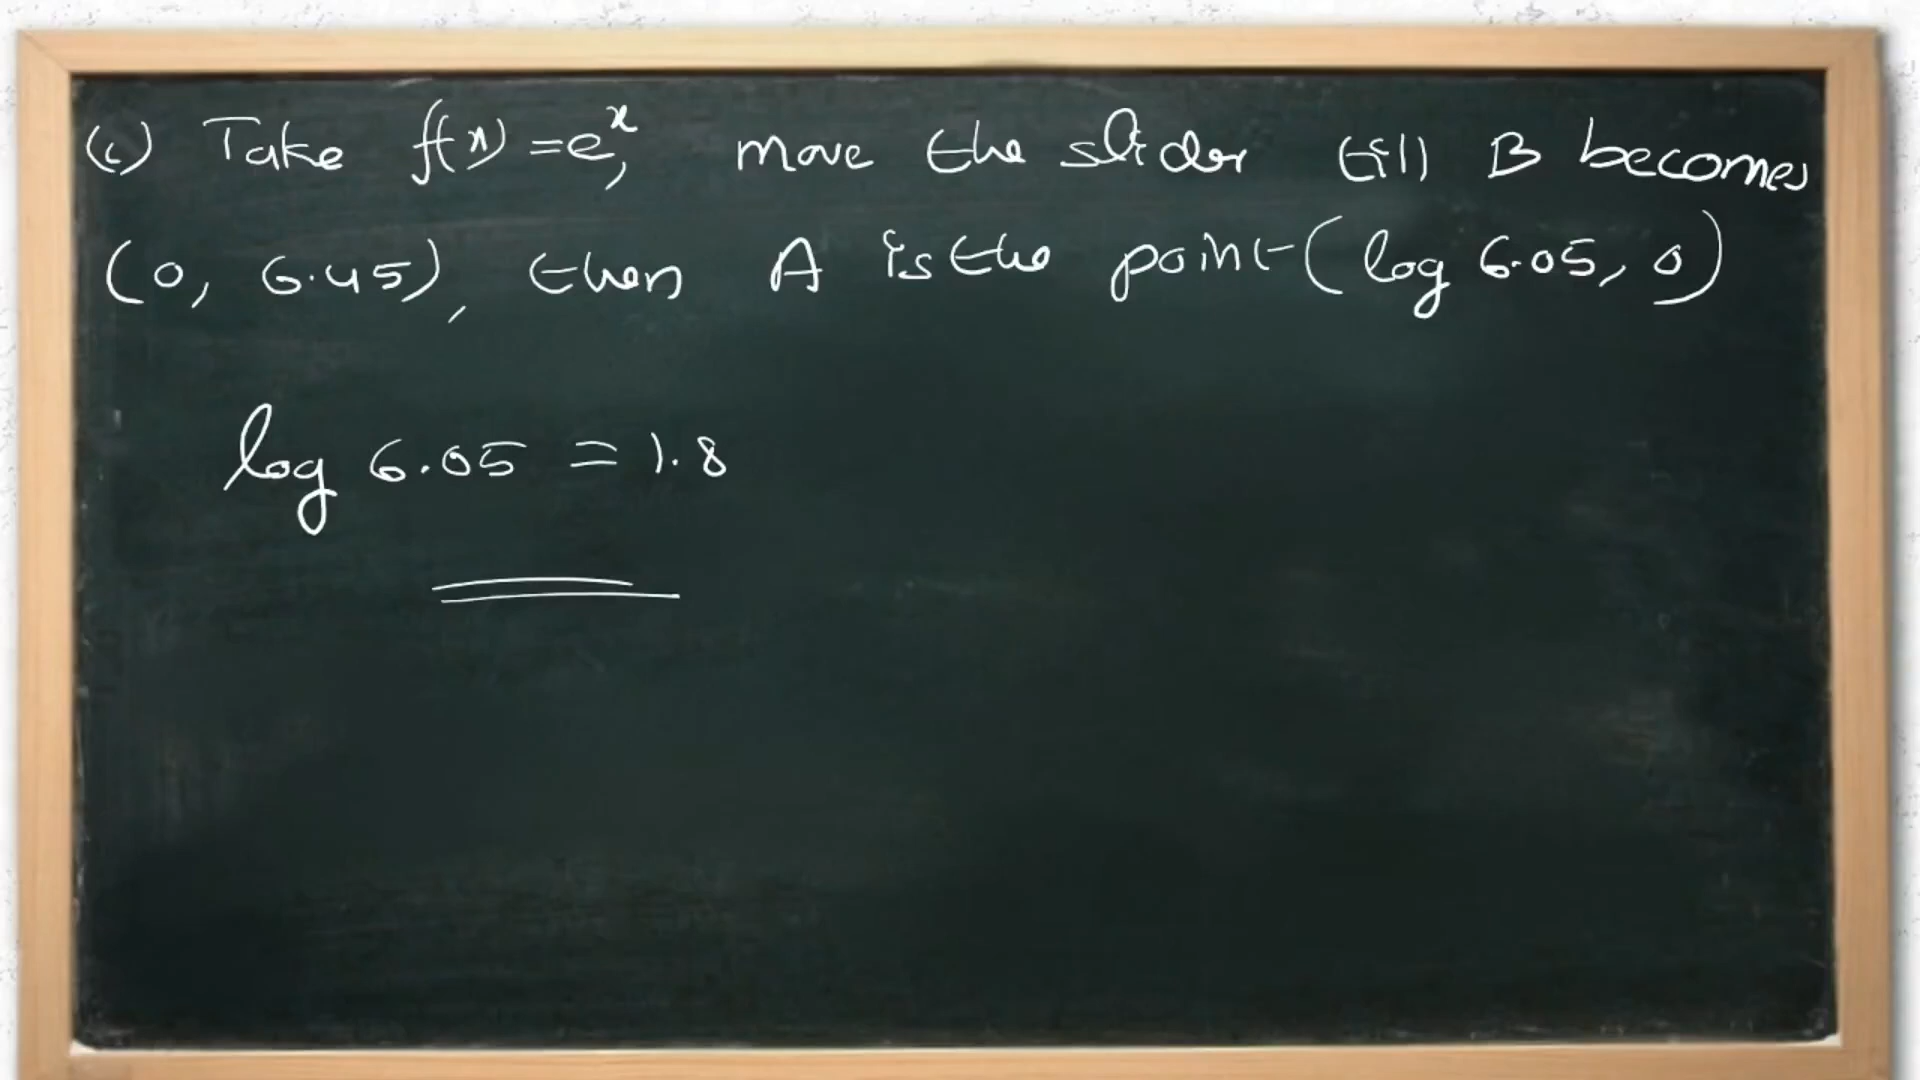 (i) Take f(x) = e^x, move the slider till B becomes
(0, 6.45), then A is the point (log 6.05, 0)
log 6.05 = 1.8